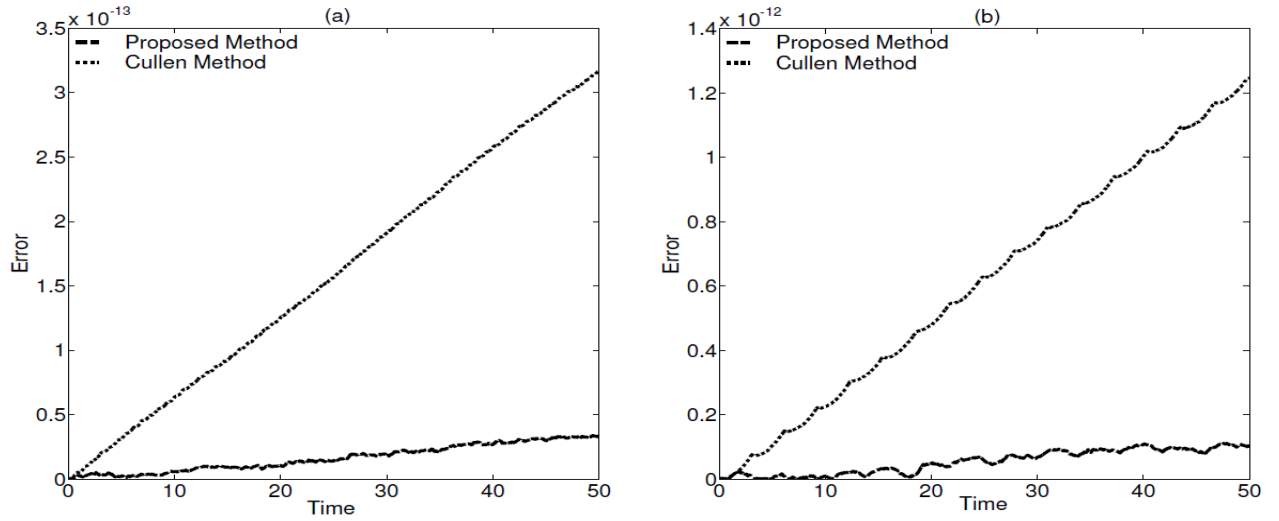 (a)
3.5 × 10-13
Proposed Method
Cullen Method
3
2.5
2
1.5
1
0.5
0
Error
0 10 20 30 40 50
Time
(b)
1.4 × 10-12
Proposed Method
Cullen Method
1.2
1
0.8
0.6
0.4
0.2
0
Error
0 10 20 30 40 50
Time